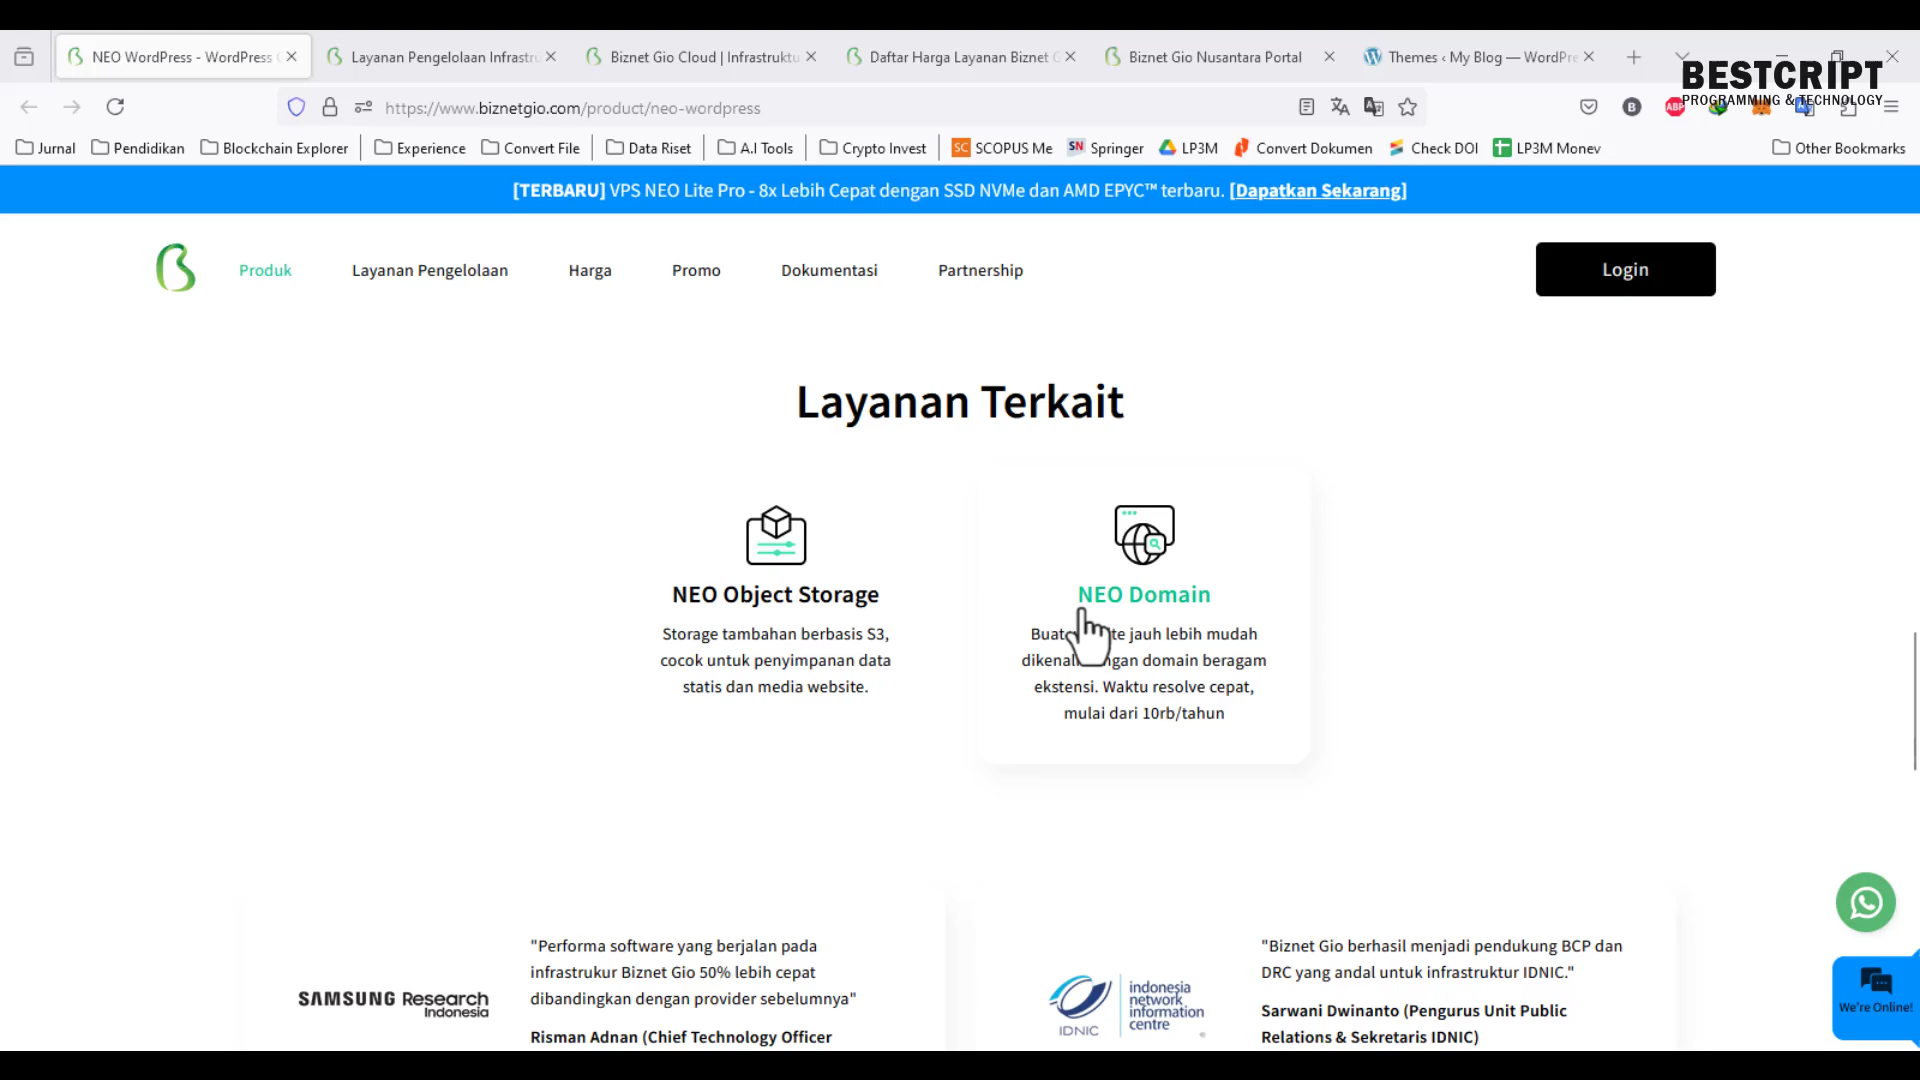 NEO WordPress - WordPress
Layanan Pengelolaan Infrastru
Biznet Gio Cloud | Infrastruktu
Daftar Harga Layanan Biznet G
Biznet Gio Nusantara Portal
Themes ‹ My Blog — WordPre
BESTCRIPT
PROGRAMMING & TECHNOLOGY
https://www.biznetgio.com/product/neo-wordpress
Jurnal
Pendidikan
Blockchain Explorer
Experience
Convert File
Data Riset
A.I Tools
Crypto Invest
SCOPUS Me
Springer
LP3M
Convert Dokumen
Check DOI
LP3M Monev
Other Bookmarks
[TERBARU] VPS NEO Lite Pro - 8x Lebih Cepat dengan SSD NVMe dan AMD EPYC™ terbaru. [Dapatkan Sekarang]
Produk
Layanan Pengelolaan
Harga
Promo
Dokumentasi
Partnership
Login
Layanan Terkait
NEO Object Storage
Storage tambahan berbasis S3,
cocok untuk penyimpanan data
statis dan media website.
NEO Domain
Buat te jauh lebih mudah
dikenal ngan domain beragam
ekstensi. Waktu resolve cepat,
mulai dari 10rb/tahun
SAMSUNG Research
Indonesia
"Performa software yang berjalan pada
infrastrukur Biznet Gio 50% lebih cepat
dibandingkan dengan provider sebelumnya"
Risman Adnan (Chief Technology Officer
IDNIC
indonesia
network
information
centre
"Biznet Gio berhasil menjadi pendukung BCP dan
DRC yang andal untuk infrastruktur IDNIC."
Sarwani Dwinanto (Pengurus Unit Public
Relations & Sekretaris IDNIC)
We're Online!